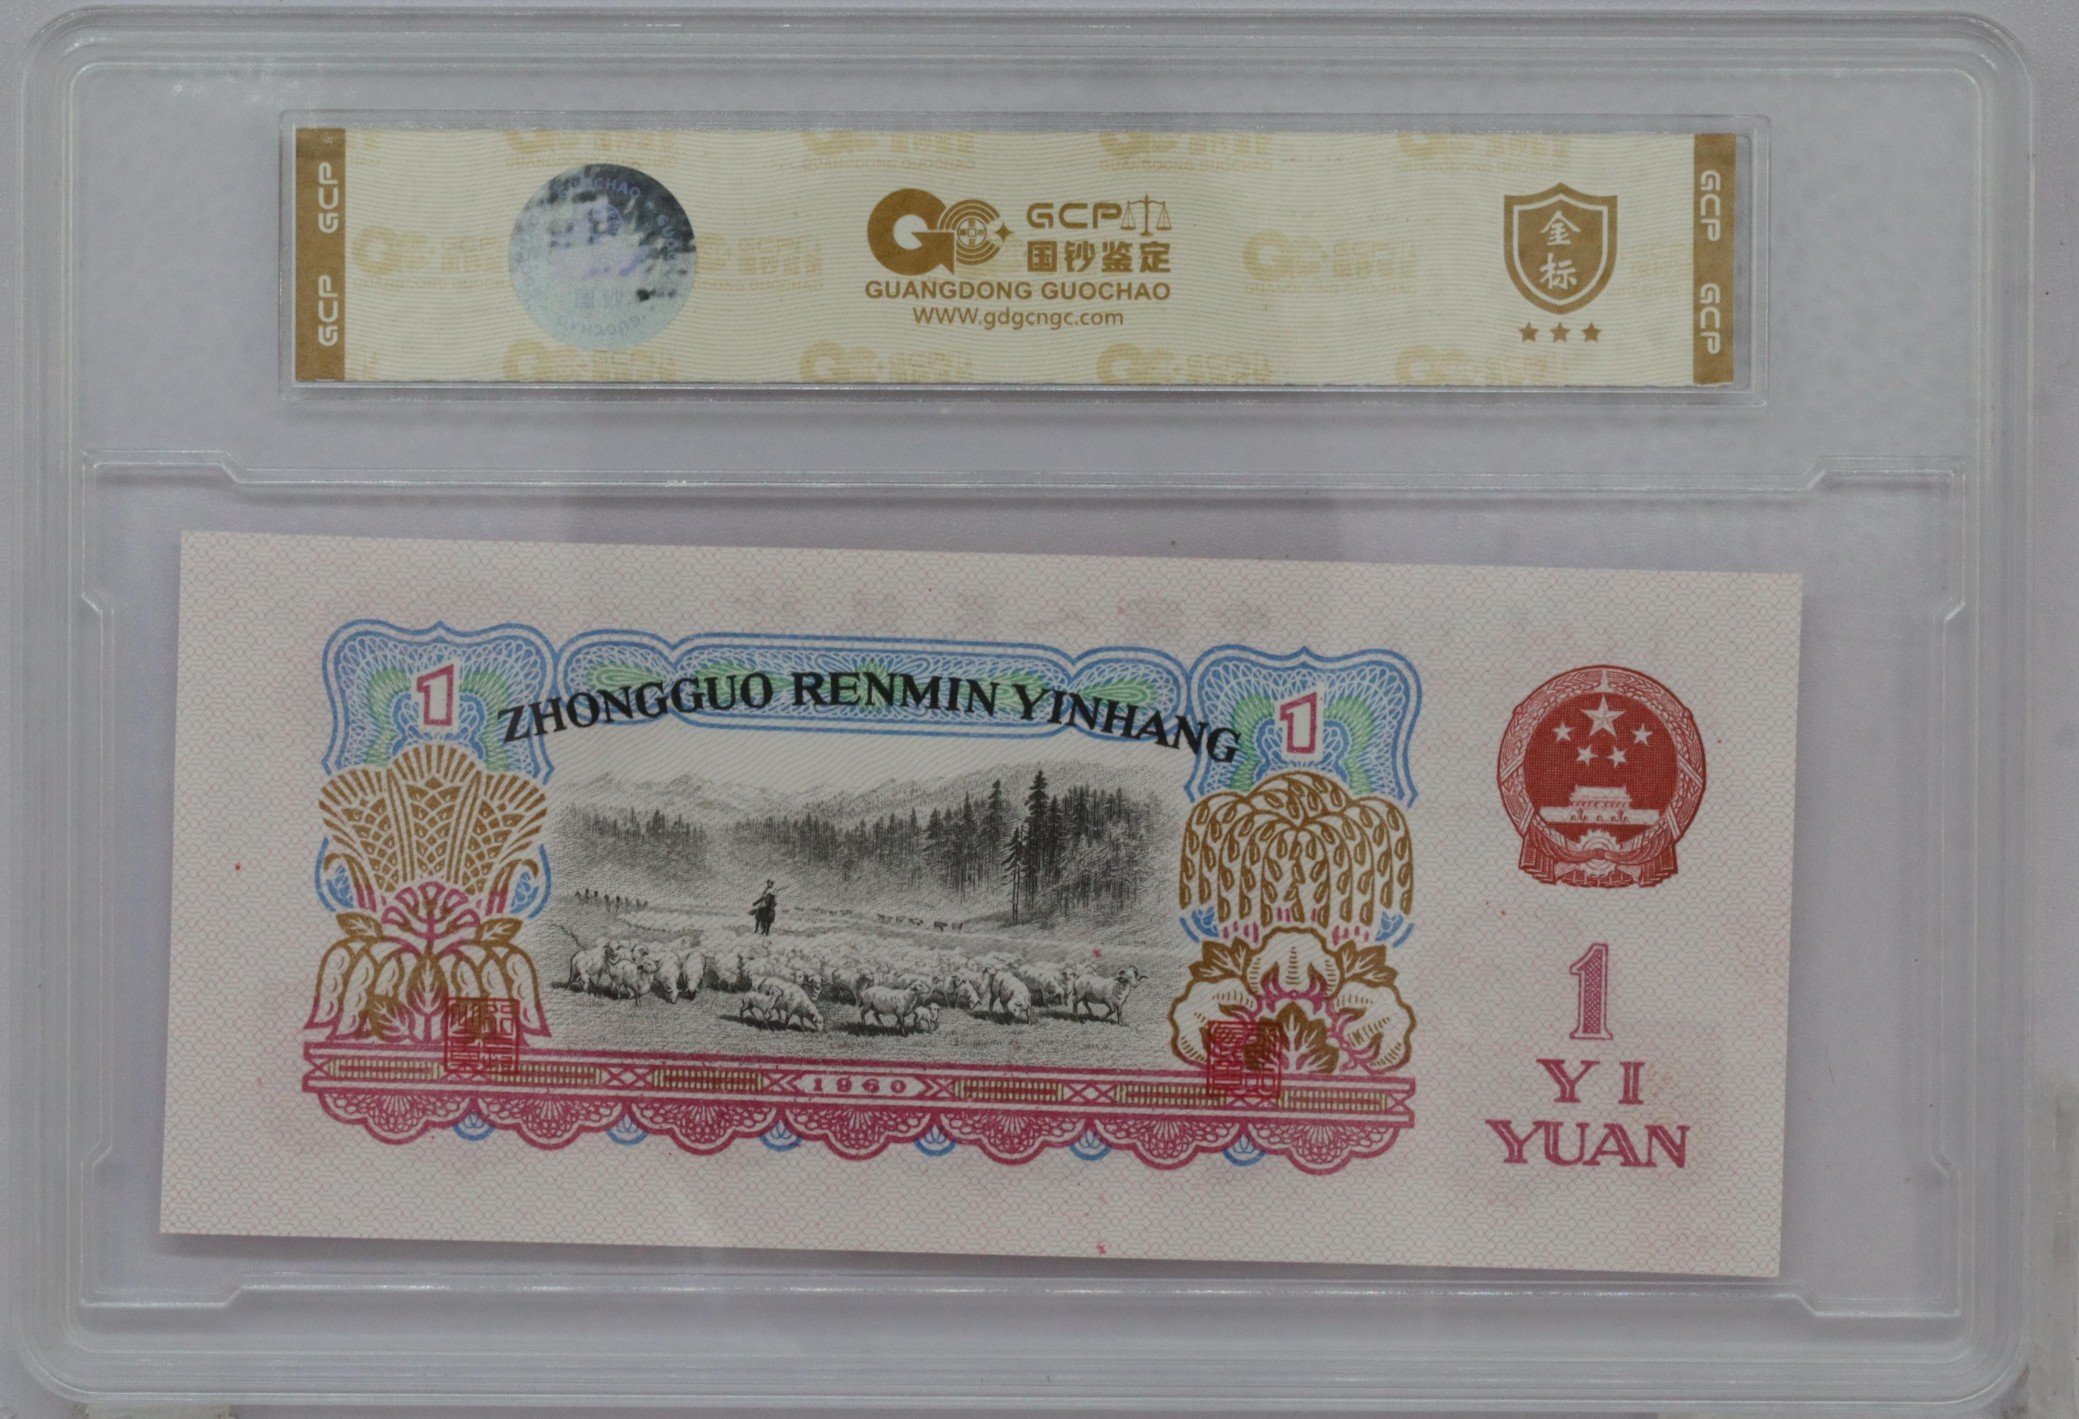 GCP
GCP
GCP
国钞鉴定
GUANGDONG GUOCHAO
www.gdgcngc.com
金
标
GCP
GCP
1
ZHONGGUO RENMIN YINHANG
1
1960
1
YI
YUAN